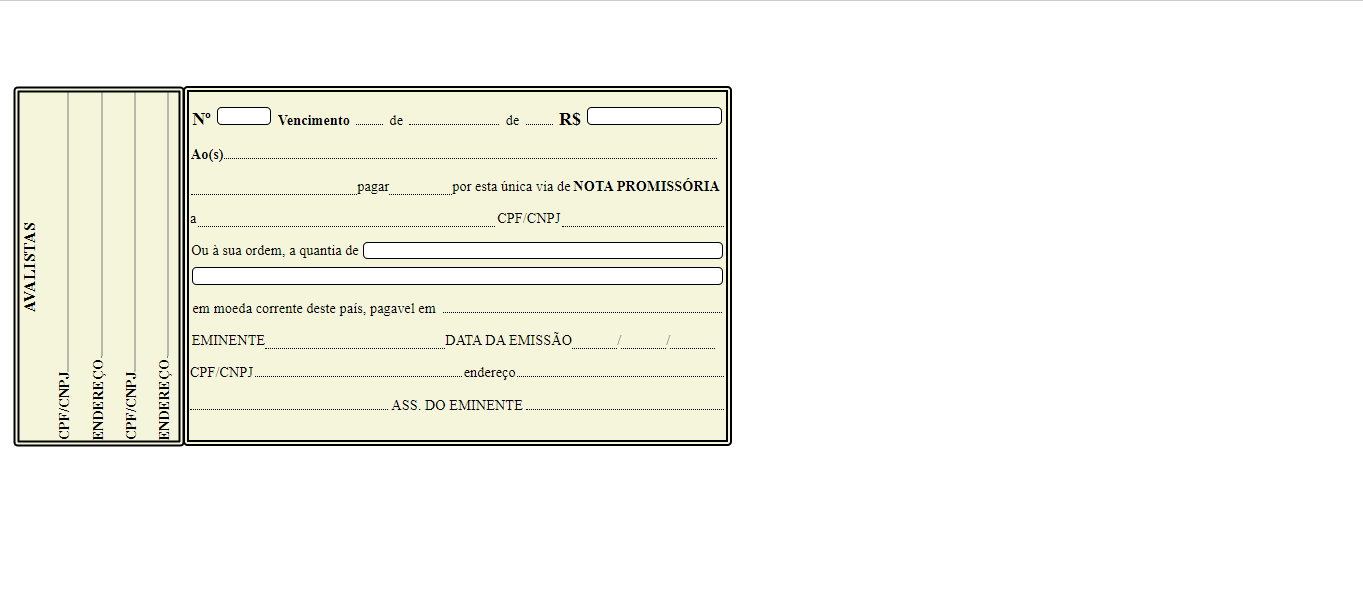 AVALISTAS
CPF/CNPJ
ENDEREÇO
CPF/CNPJ
ENDEREÇO
Nº Vencimento de de R$
Ao(s)
pagar por esta única via de NOTA PROMISSÓRIA
a CPF/CNPJ
Ou à sua ordem, a quantia de
em moeda corrente deste país, pagavel em
EMINENTE DATA DA EMISSÃO / /
CPF/CNPJ endereço
ASS. DO EMINENTE